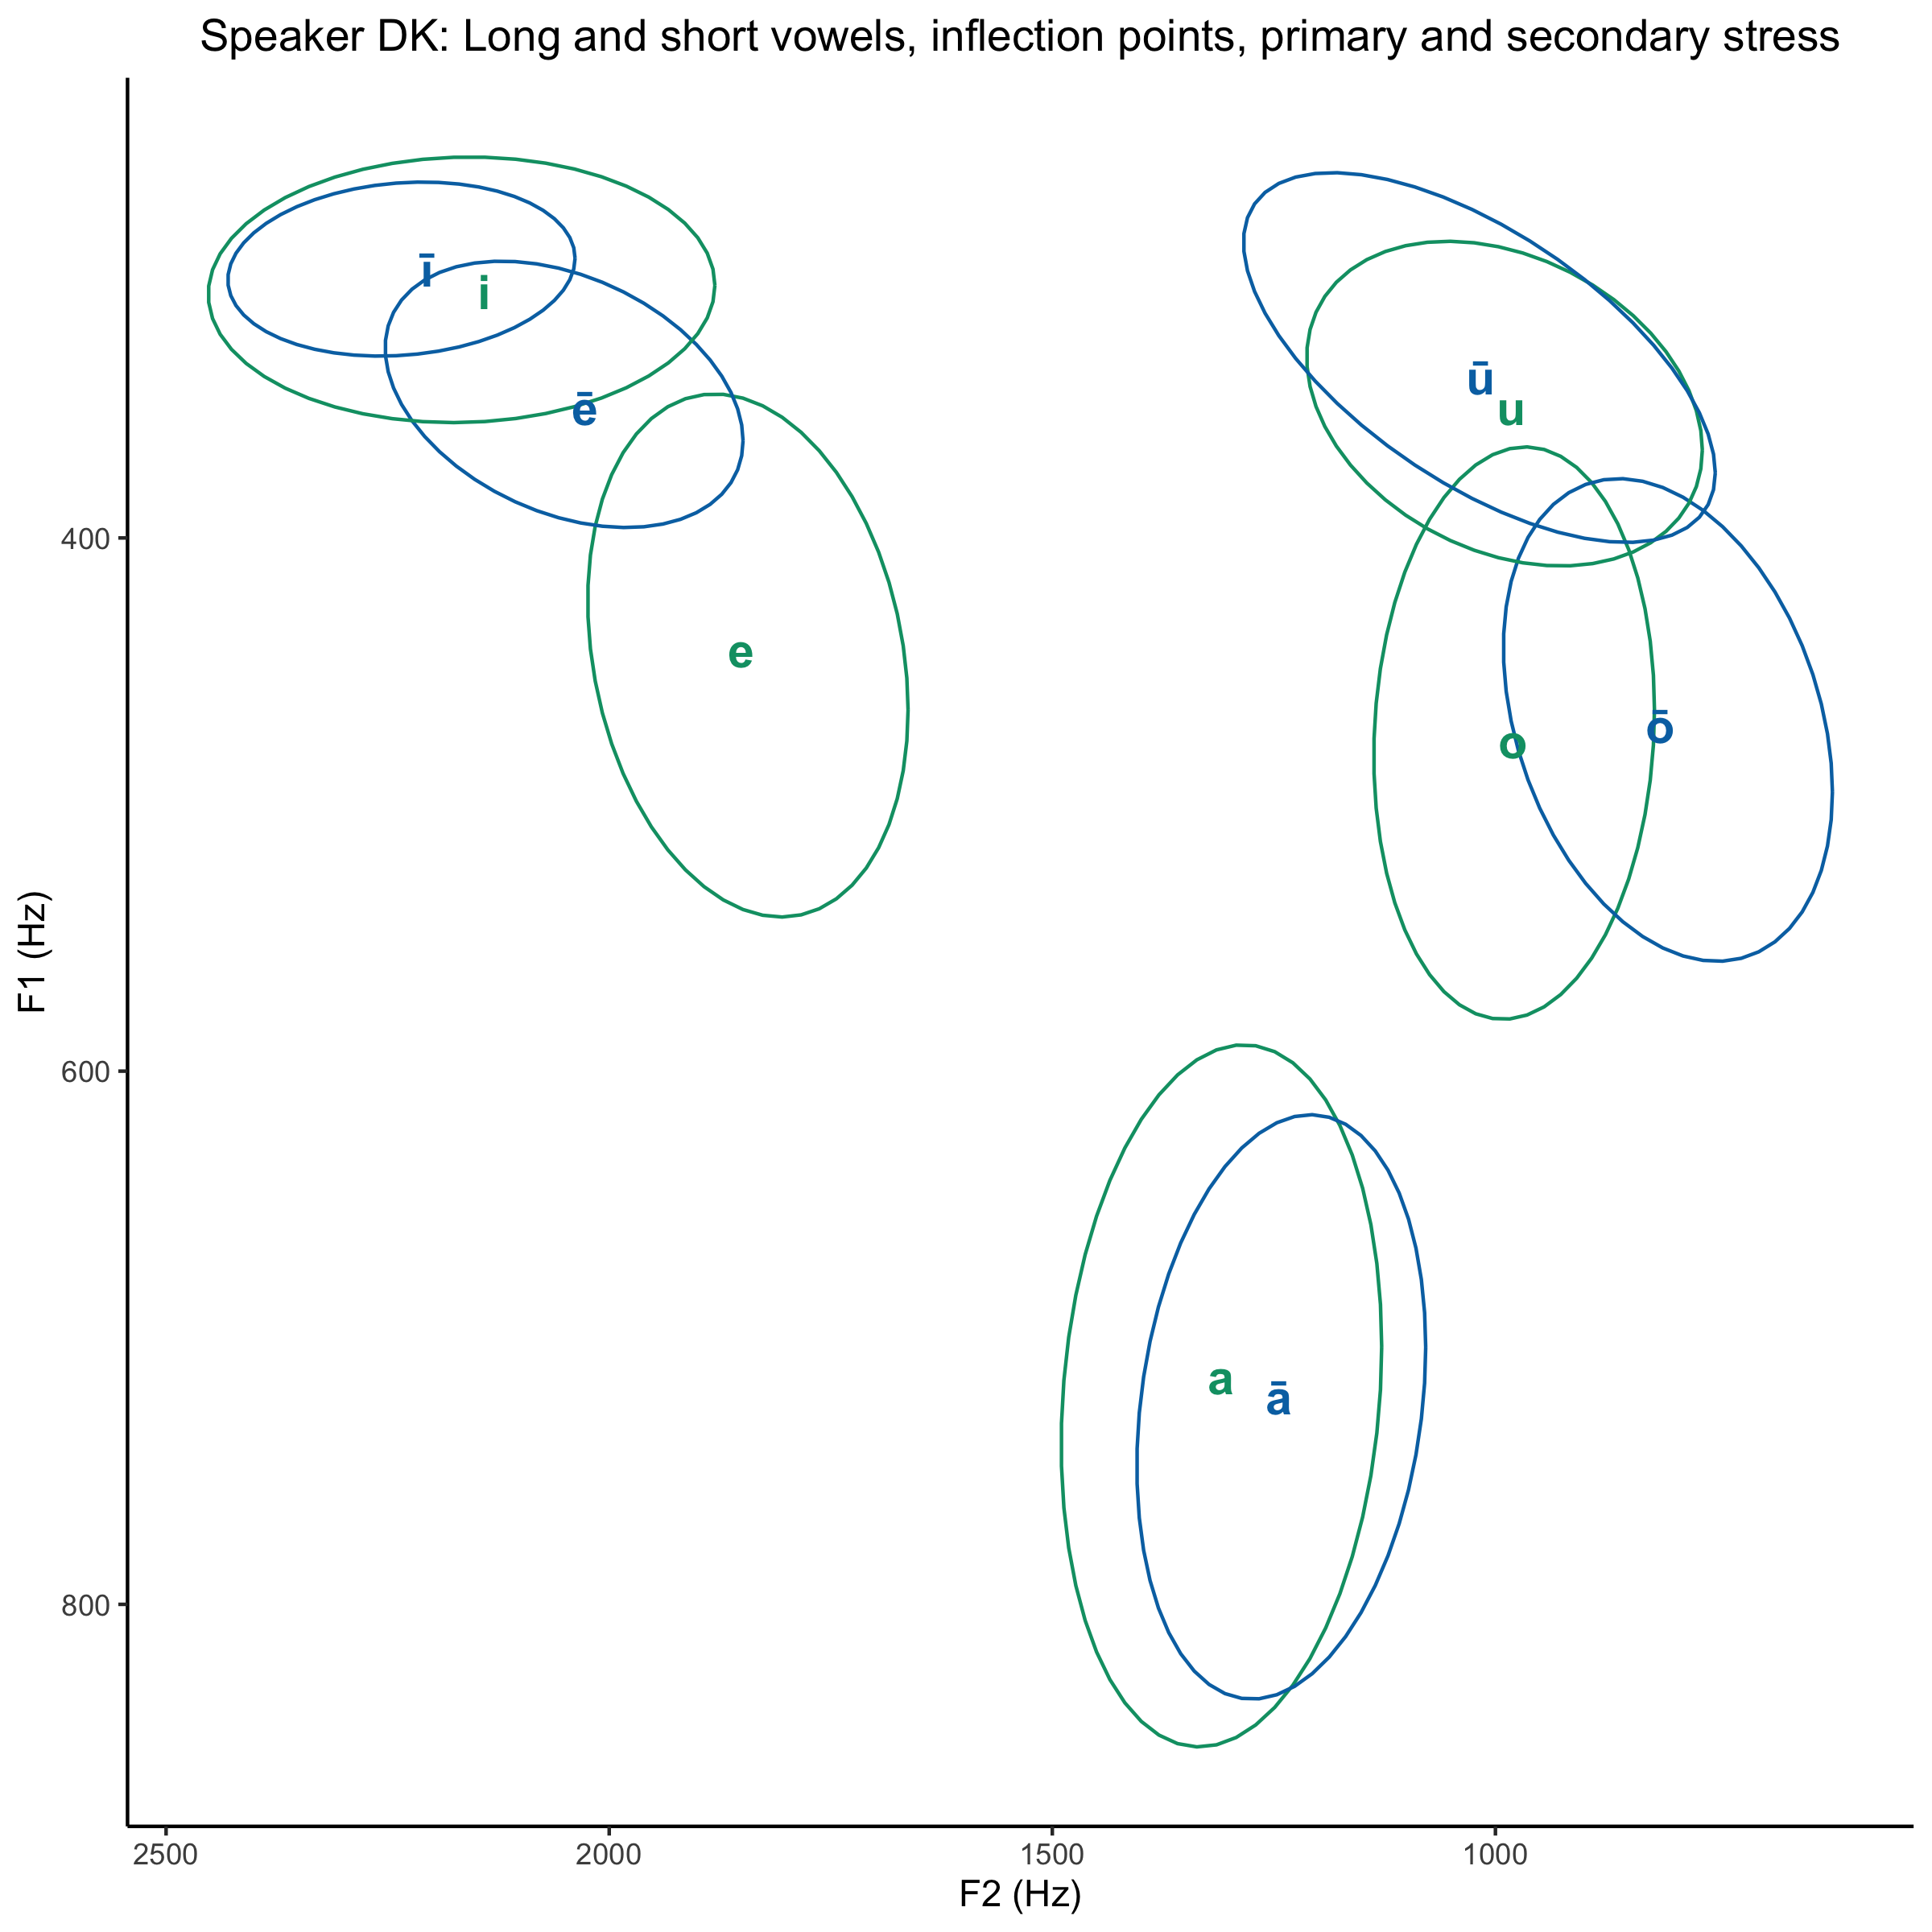 Speaker DK: Long and short vowels, inflection points, primary and secondary stress
ī
i
ē
ū
u
400
e
ō
o
F1 (Hz)
600
a
ā
800
2500 2000 1500 1000
F2 (Hz)